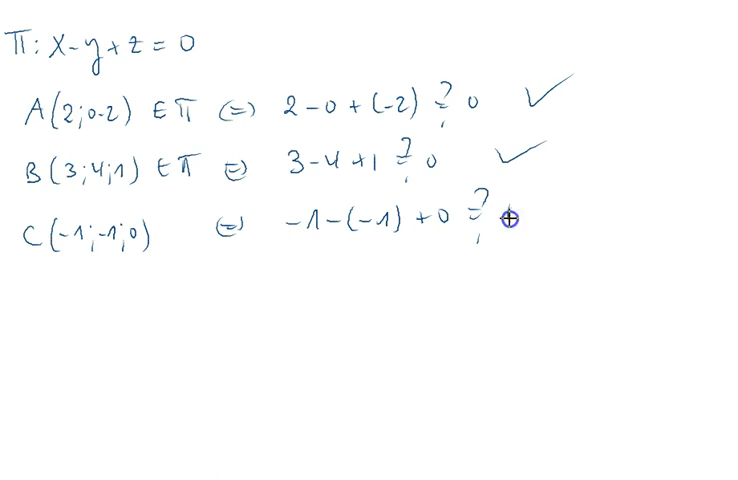 π: x-y+z=0
A(2;0-2) ∈ π ⇔ 2-0+(-2) ?= 0 ✓
B(3;4;1) ∈ π ⇔ 3-4+1 ?= 0 ✓
C(-1;-1;0) ⇔ -1-(-1)+0 ?=